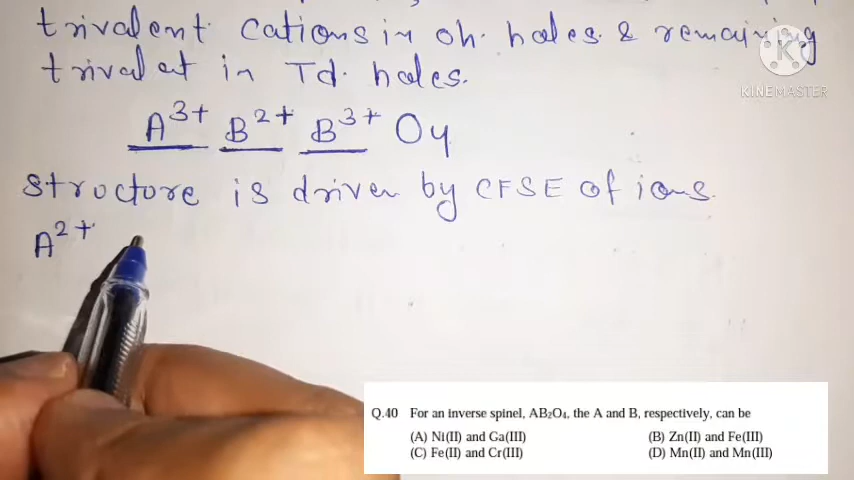 trivalent cations in oh. holes & remaining
trivalent in Td. holes.
KINEMASTER
A³⁺ B²⁺ B³⁺ O4
structure is driven by CFSE of ions.
A²⁺
Q.40 For an inverse spinel, AB₂O₄, the A and B, respectively, can be
(A) Ni(II) and Ga(III) (B) Zn(II) and Fe(III)
(C) Fe(II) and Cr(III) (D) Mn(II) and Mn(III)